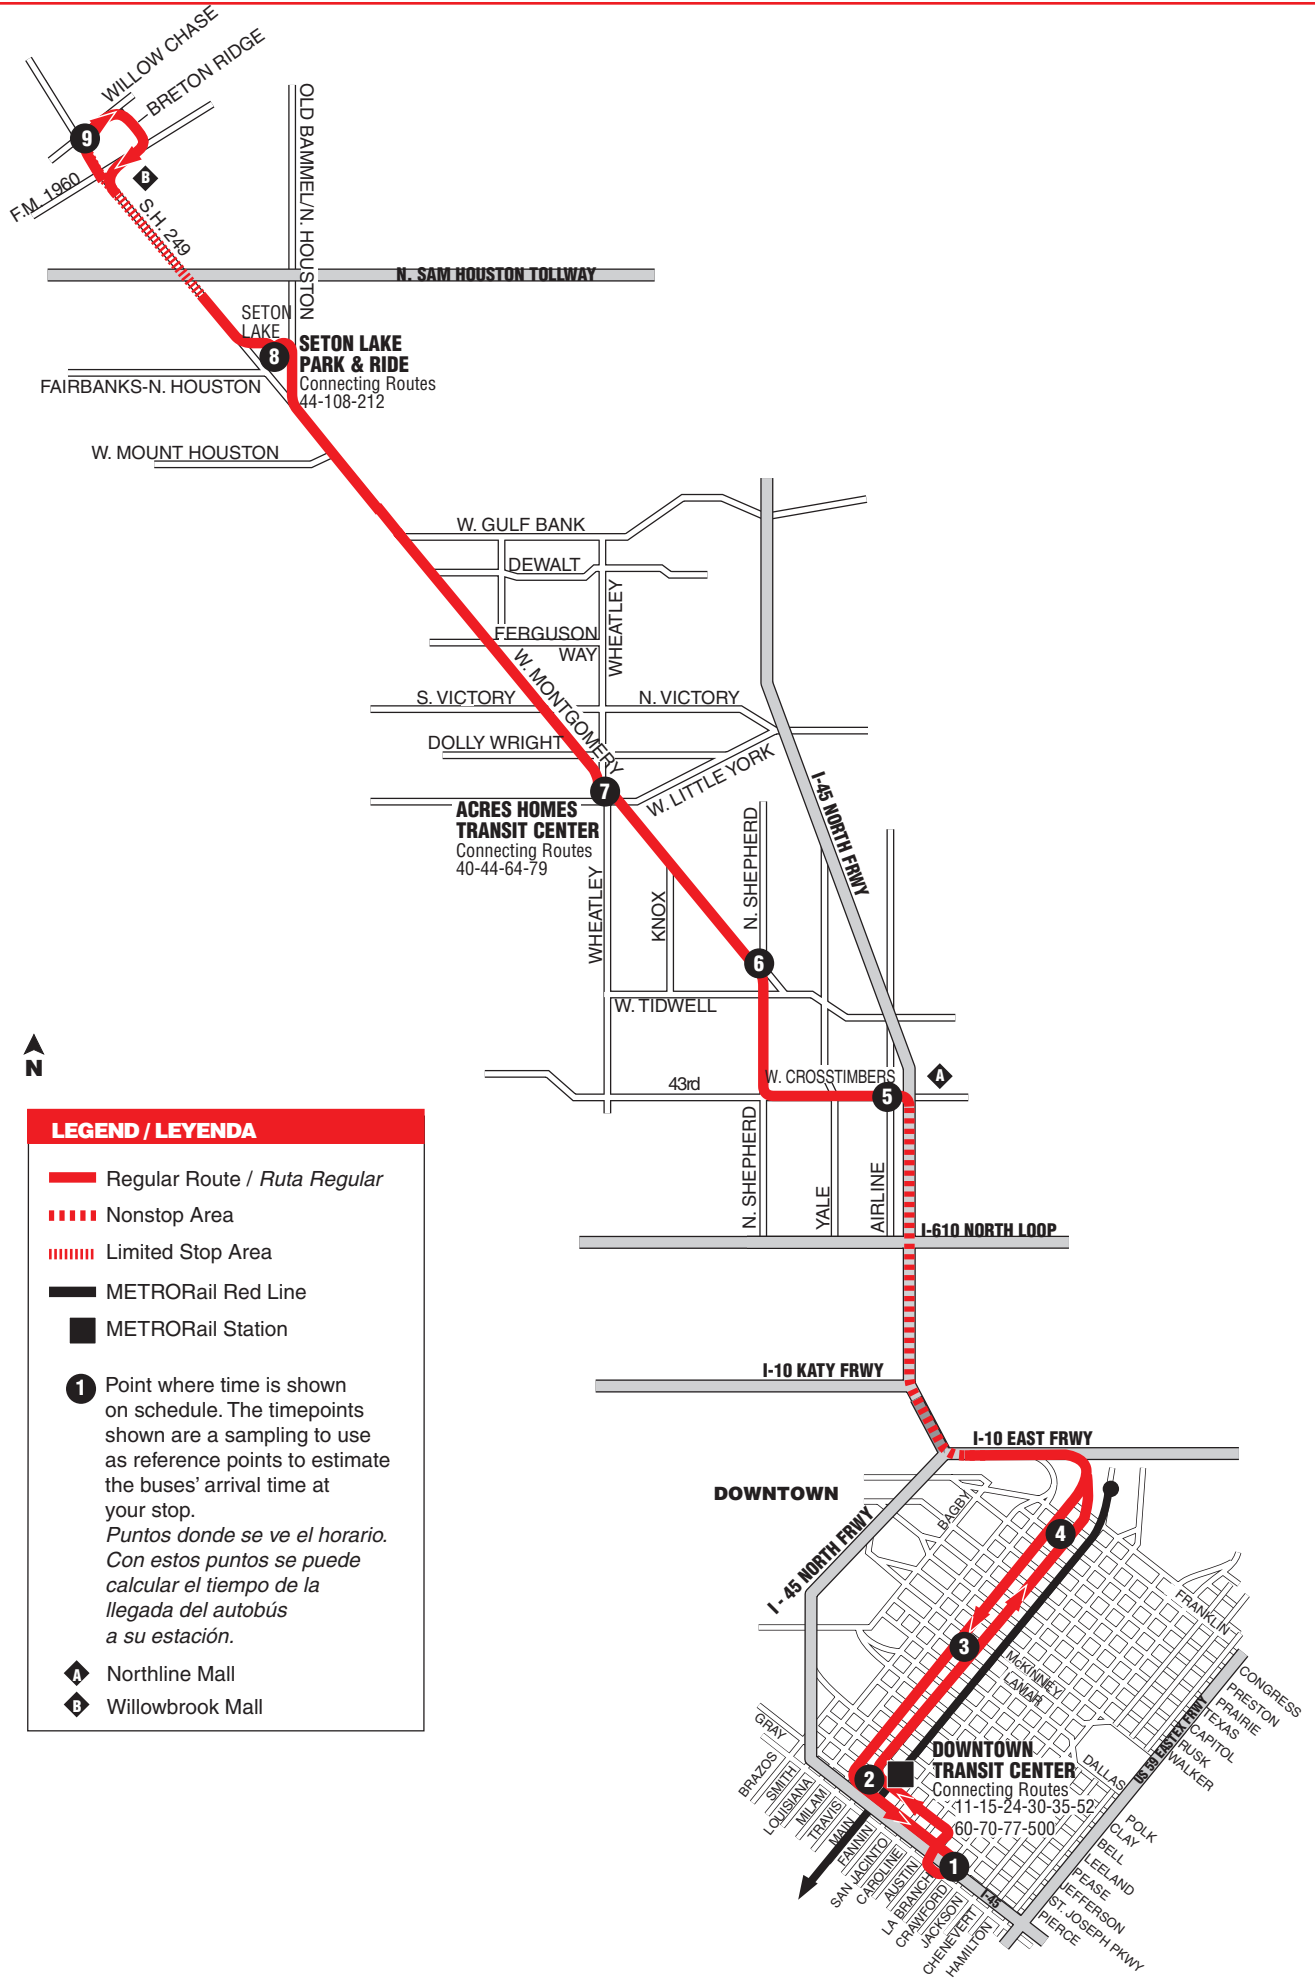 WILLOW CHASE
BRETON RIDGE
9
B
F.M. 1960
S.H. 249
OLD BAMMEL/N. HOUSTON
N. SAM HOUSTON TOLLWAY
SETON
LAKE
8
SETON LAKE
PARK & RIDE
Connecting Routes
44-108-212
FAIRBANKS-N. HOUSTON
W. MOUNT HOUSTON
W. GULF BANK
DEWALT
WHEATLEY
FERGUSON
WAY
W. MONTGOMERY
S. VICTORY
N. VICTORY
DOLLY WRIGHT
W. LITTLE YORK
7
ACRES HOMES
TRANSIT CENTER
Connecting Routes
40-44-64-79
I-45 NORTH FRWY
N. SHEPHERD
WHEATLEY
KNOX
6
W. TIDWELL
43rd
W. CROSSTIMBERS
A
5
N. SHEPHERD
YALE
AIRLINE
I-610 NORTH LOOP
I-10 KATY FRWY
I-10 EAST FRWY
DOWNTOWN
I - 45 NORTH FRWY
BAGBY
4
FRANKLIN
3
McKINNEY
LAMAR
CONGRESS
PRESTON
PRAIRIE
TEXAS
CAPITOL
RUSK
WALKER
US 59 EASTEX FRWY
DALLAS
GRAY
2
DOWNTOWN
TRANSIT CENTER
Connecting Routes
11-15-24-30-35-52
60-70-77-500
BRAZOS
SMITH
LOUISIANA
MILAM
TRAVIS
MAIN
FANNIN
SAN JACINTO
CAROLINE
AUSTIN
LA BRANCH
CRAWFORD
JACKSON
CHENEVERT
HAMILTON
1
I-45
POLK
CLAY
BELL
LEELAND
PEASE
JEFFERSON
ST. JOSEPH PKWY
PIERCE
N
LEGEND / LEYENDA
Regular Route / Ruta Regular
Nonstop Area
Limited Stop Area
METRORail Red Line
METRORail Station
1 Point where time is shown
on schedule. The timepoints
shown are a sampling to use
as reference points to estimate
the buses' arrival time at
your stop.
Puntos donde se ve el horario.
Con estos puntos se puede
calcular el tiempo de la
llegada del autobús
a su estación.
A Northline Mall
B Willowbrook Mall